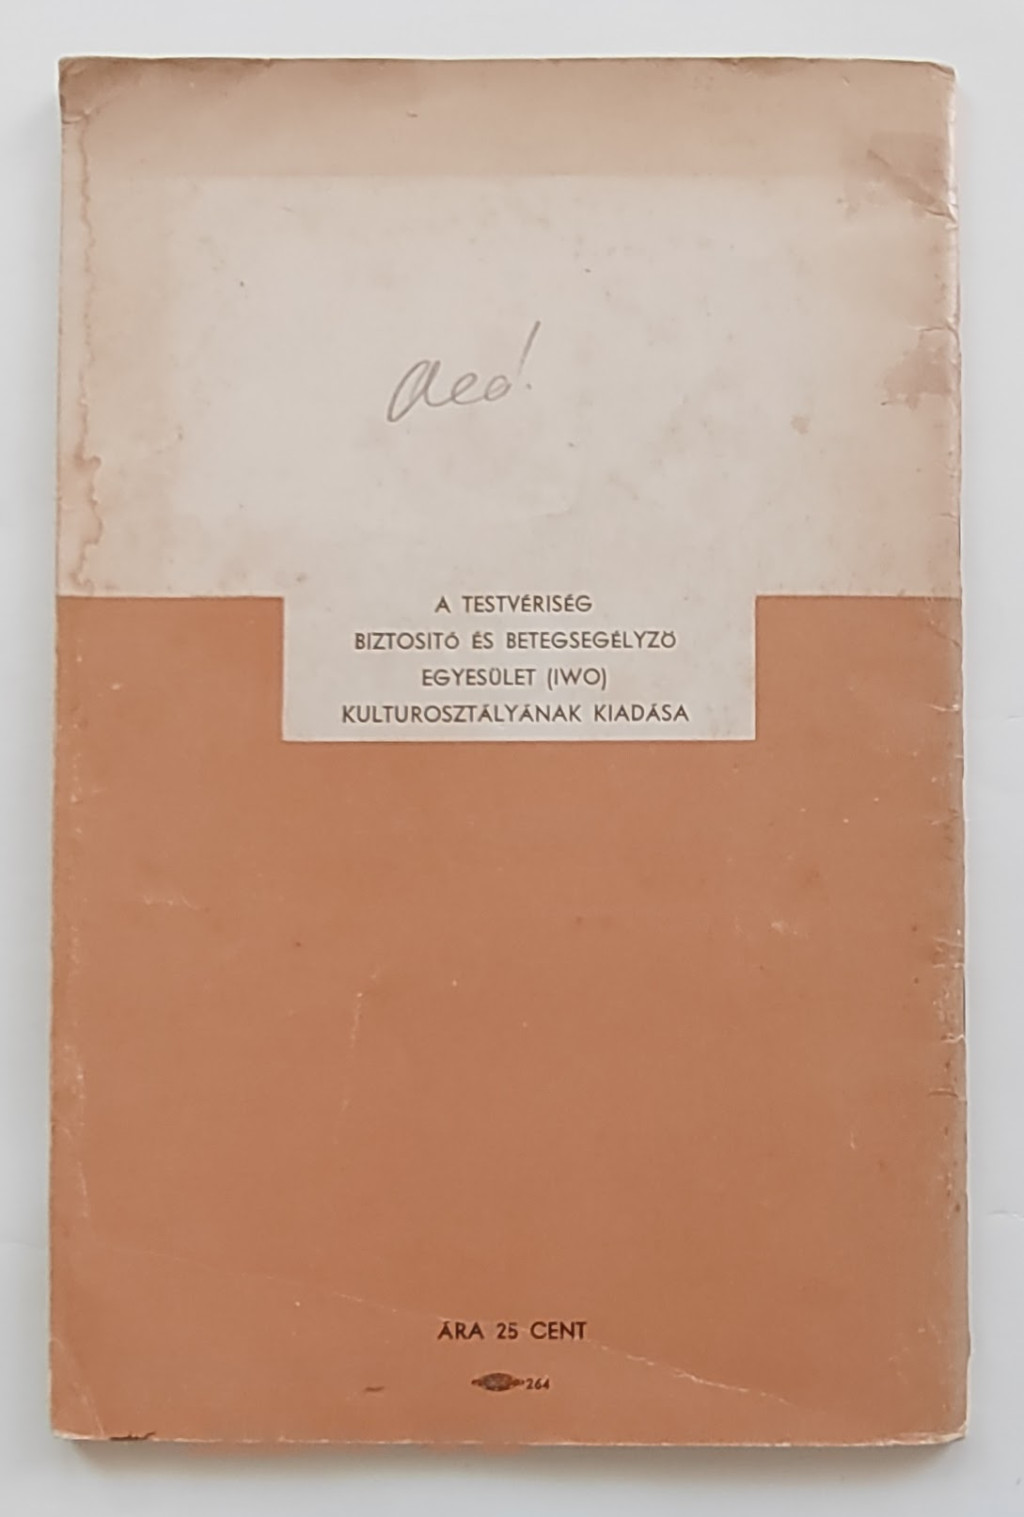 A TESTVÉRISÉG
BIZTOSITÓ ÉS BETEGSEGÉLYZŐ
EGYESÜLET (IWO)
KULTUROSZTÁLYÁNAK KIADÁSA
ÁRA 25 CENT
264